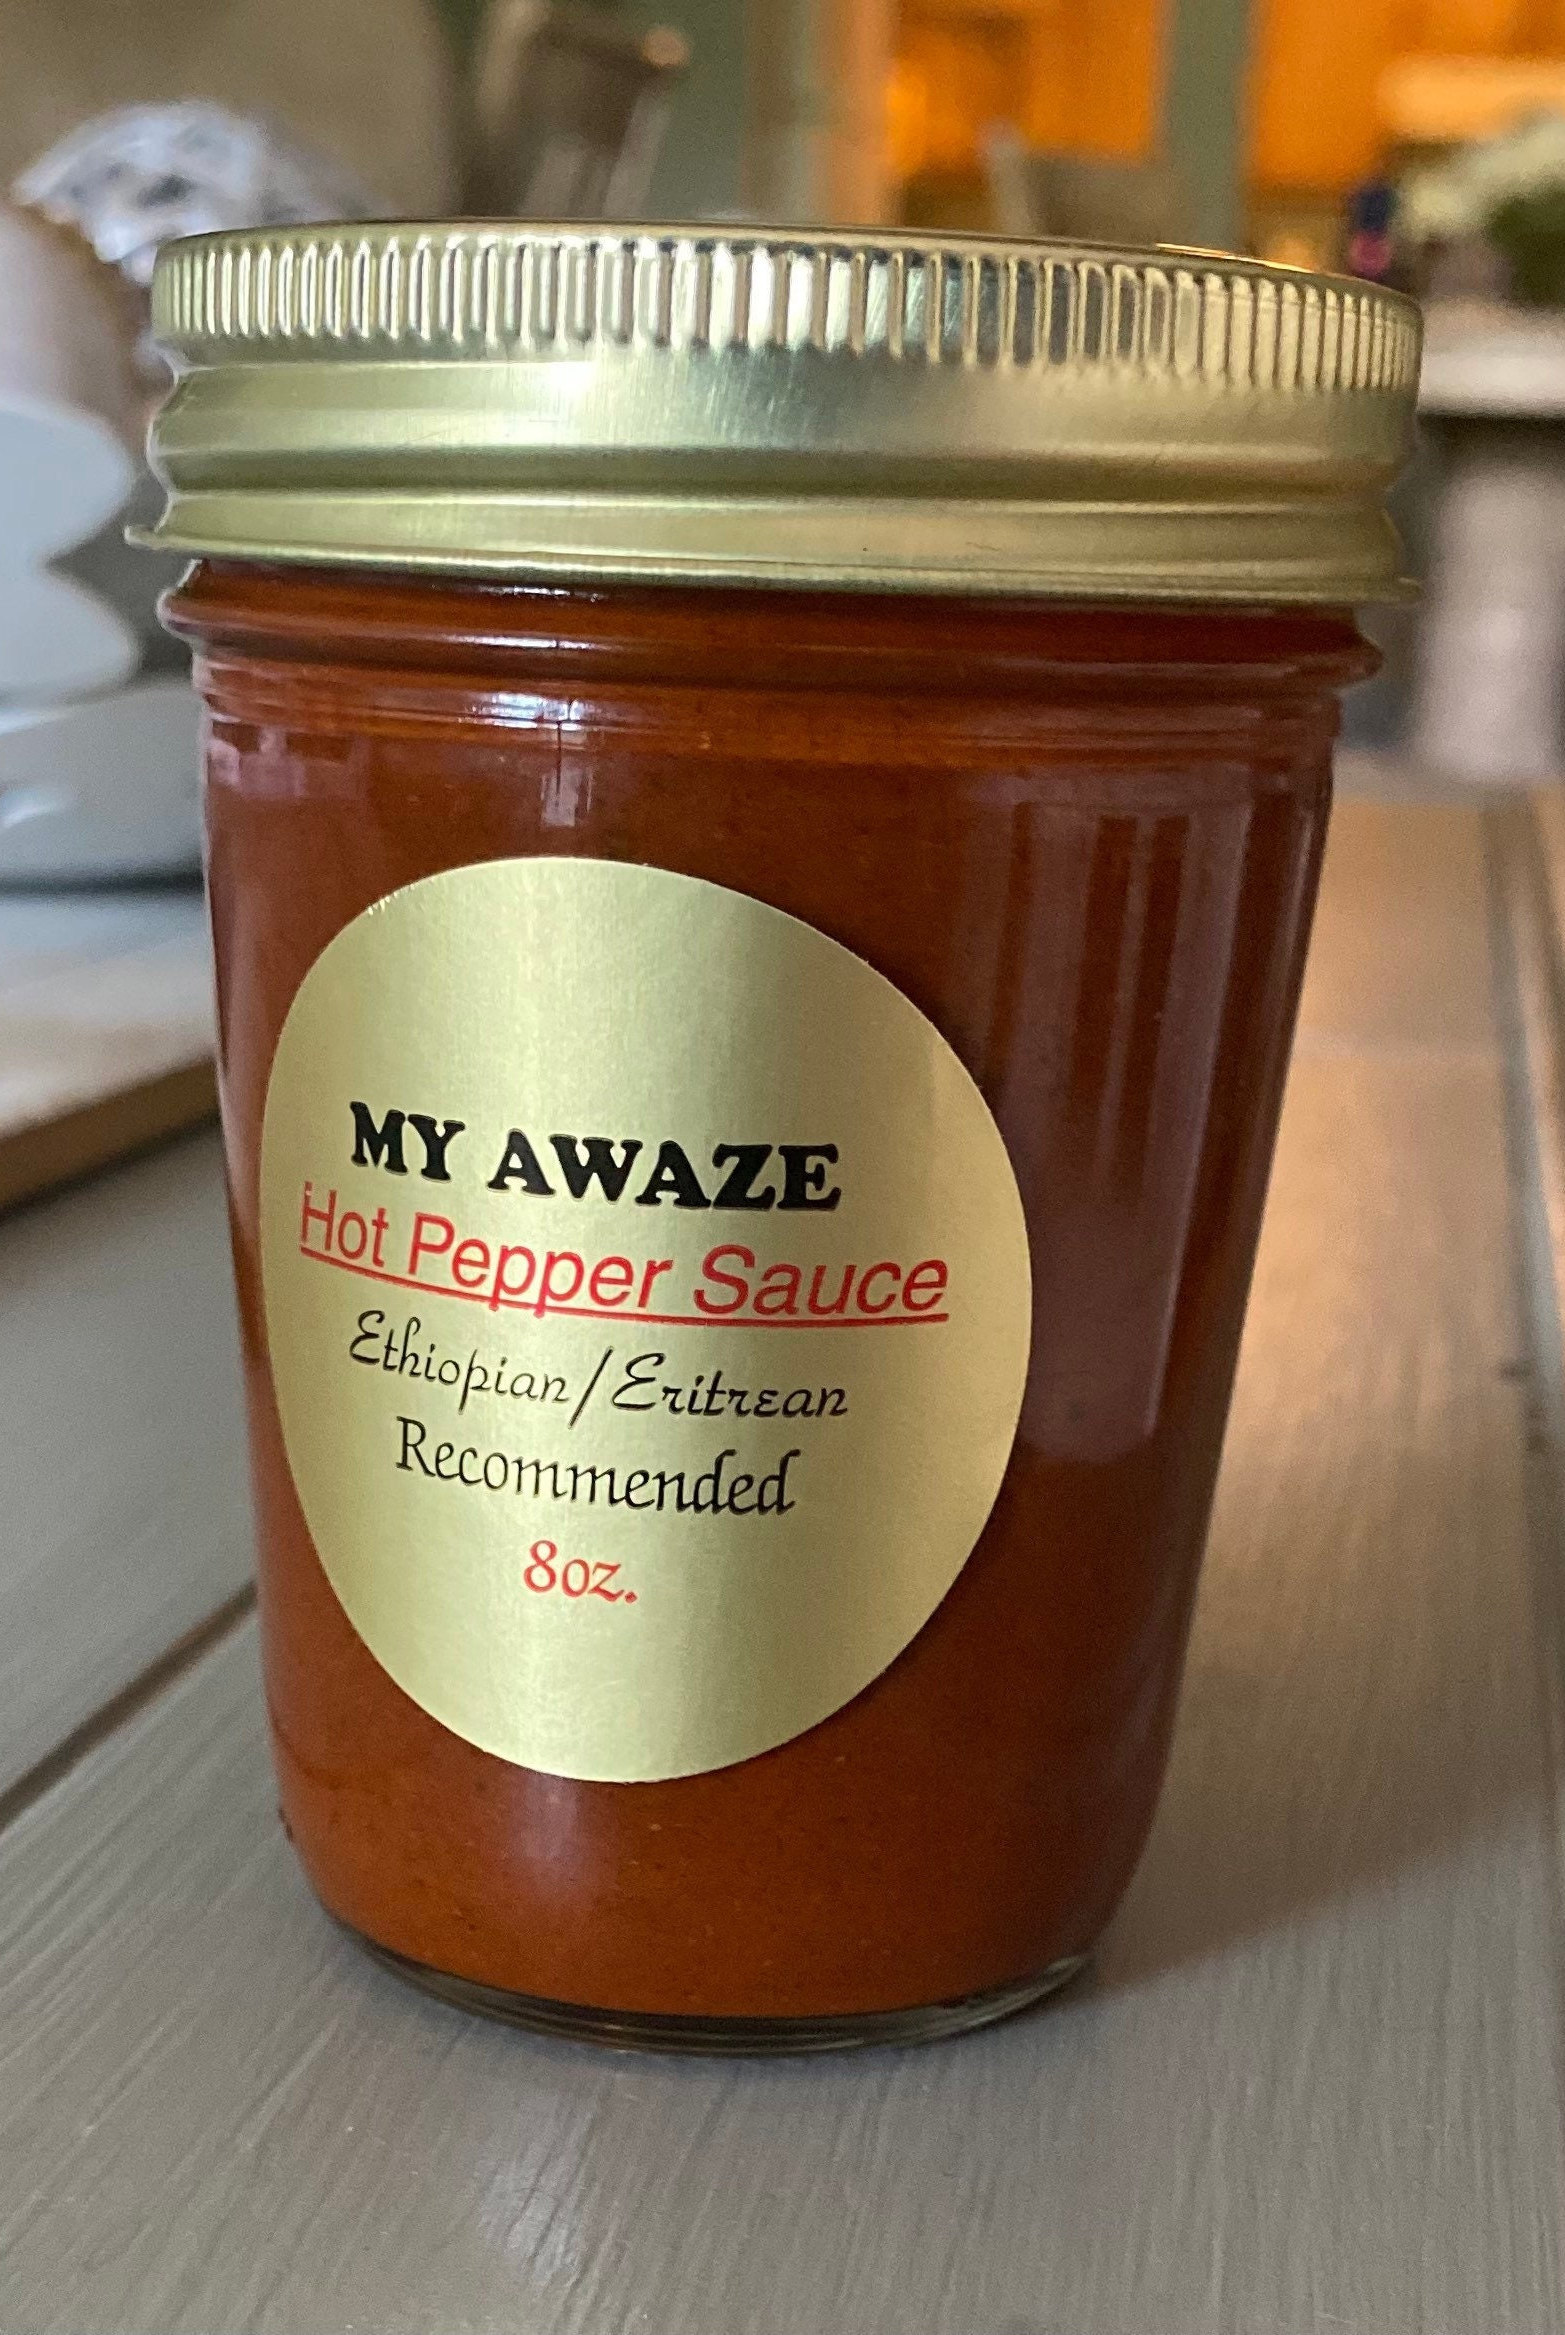 MY AWAZE
Hot Pepper Sauce
Ethiopian/Eritrean
Recommended
8oz.